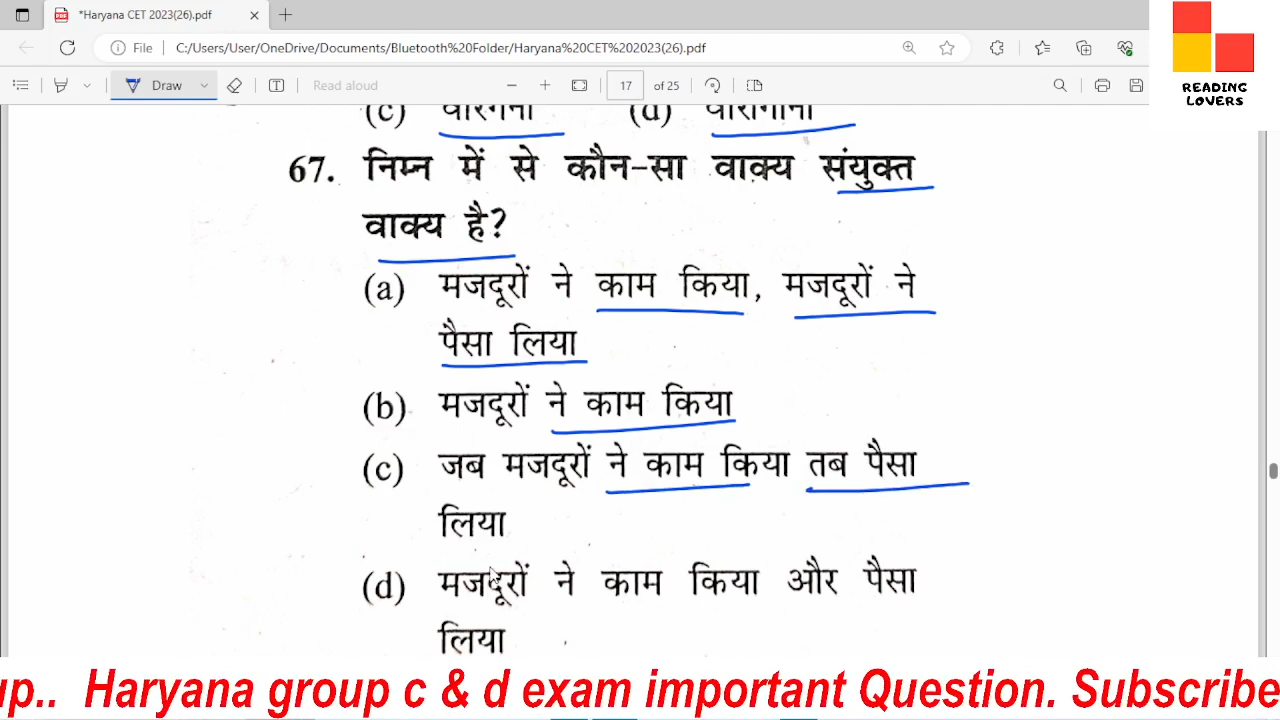 *Haryana CET 2023(26).pdf
File C:/Users/User/OneDrive/Documents/Bluetooth%20Folder/Haryana%20CET%202023(26).pdf
Draw Read aloud 17 of 25
READING
LOVERS
(c) (d)
67. निम्न में से कौन-सा वाक्य संयुक्त
वाक्य है?
(a) मजदूरों ने काम किया, मजदूरों ने
पैसा लिया
(b) मजदूरों ने काम किया
(c) जब मजदूरों ने काम किया तब पैसा
लिया
(d) मजदूरों ने काम किया और पैसा
लिया
up.. Haryana group c & d exam important Question. Subscribe